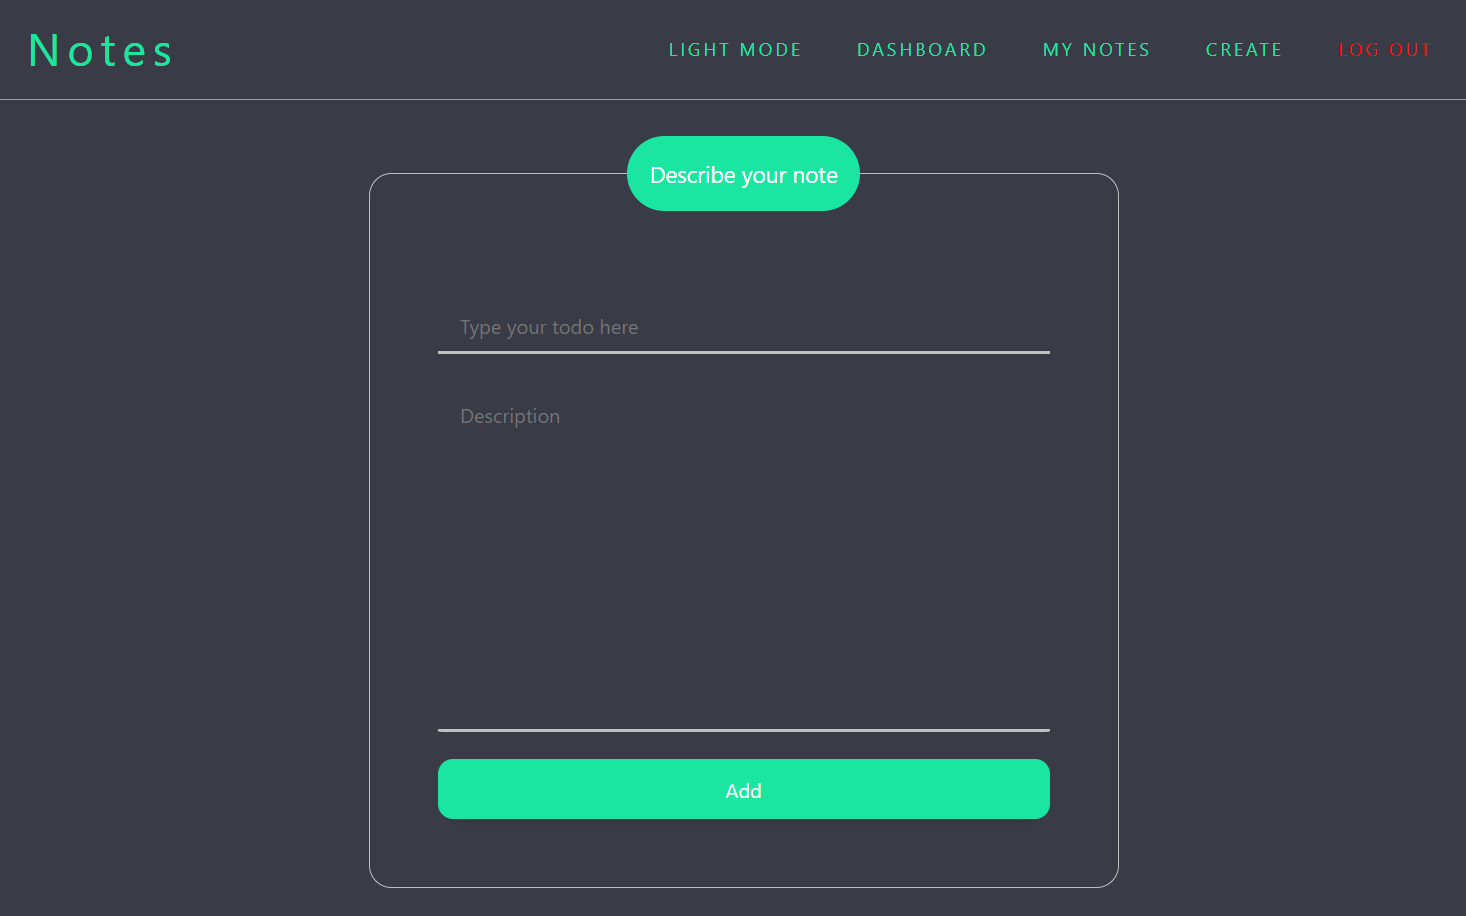 Notes
LIGHT MODE DASHBOARD MY NOTES CREATE LOG OUT
Describe your note
Type your todo here
Description
Add